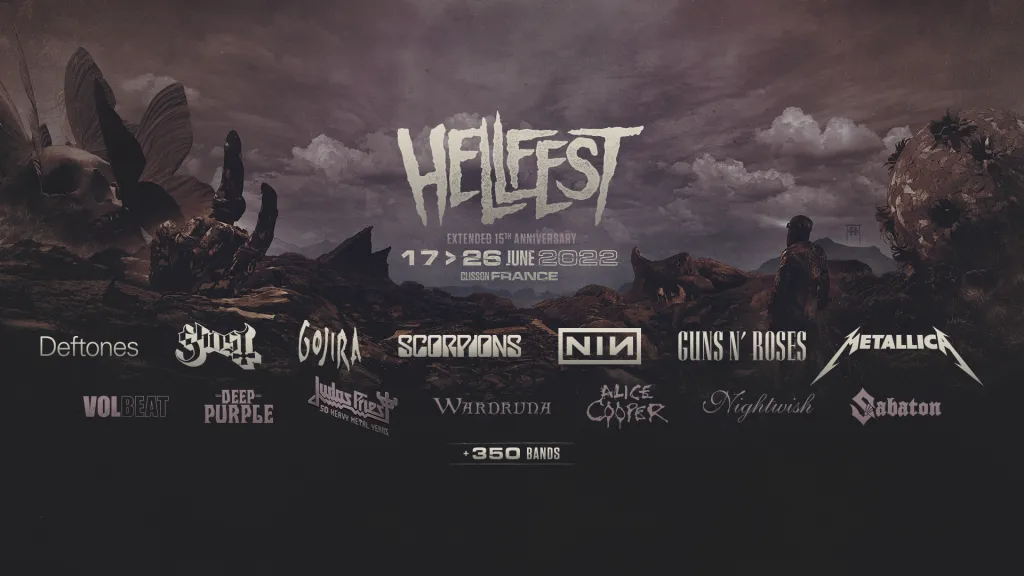 HELLFEST
EXTENDED 15TH ANNIVERSARY
17 > 26 JUNE 2022
CLISSON FRANCE
Deftones Ghost GOJIRA SCORPIONS NIN GUNS N' ROSES METALLICA
VOLBEAT DEEP PURPLE Judas Priest 50 HEAVY METAL YEARS WARDRUNA ALICE COOPER Nightwish Sabaton
+350 BANDS